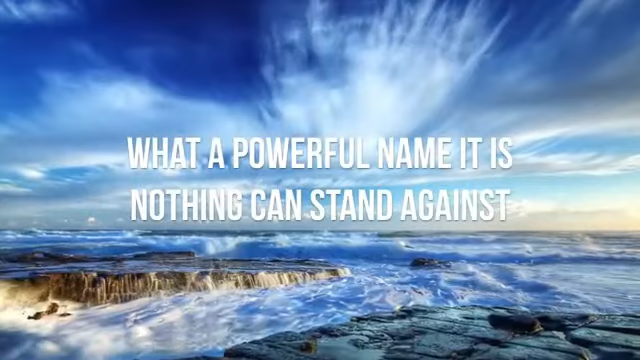 WHAT A POWERFUL NAME IT IS
NOTHING CAN STAND AGAINST